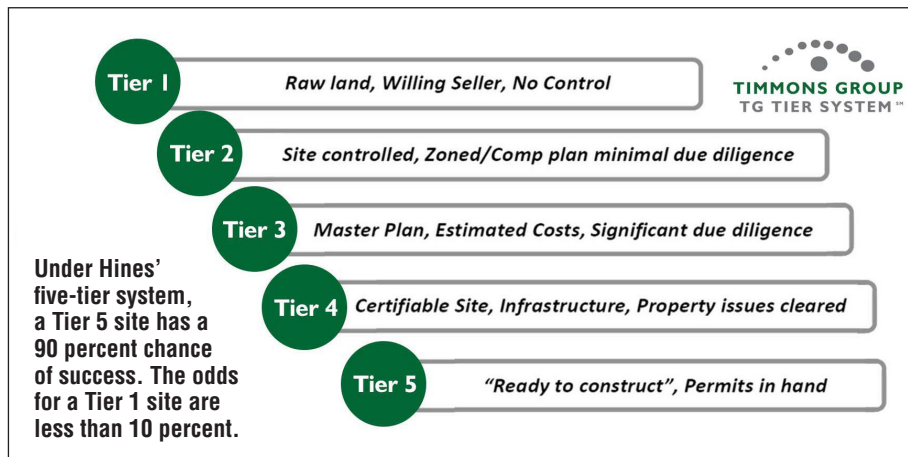 Tier 1
Raw land, Willing Seller, No Control
TIMMONS GROUP
TG TIER SYSTEM℠
Tier 2
Site controlled, Zoned/Comp plan minimal due diligence
Tier 3
Master Plan, Estimated Costs, Significant due diligence
Tier 4
Certifiable Site, Infrastructure, Property issues cleared
Tier 5
“Ready to construct”, Permits in hand
Under Hines’
five-tier system,
a Tier 5 site has a
90 percent chance
of success. The odds
for a Tier 1 site are
less than 10 percent.